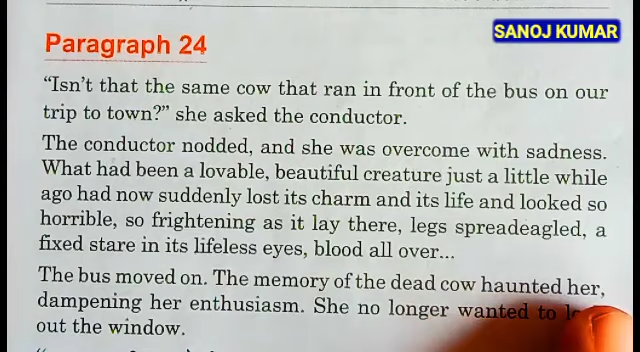 SANOJ KUMAR
Paragraph 24
“Isn’t that the same cow that ran in front of the bus on our
trip to town?” she asked the conductor.
The conductor nodded, and she was overcome with sadness.
What had been a lovable, beautiful creature just a little while
ago had now suddenly lost its charm and its life and looked so
horrible, so frightening as it lay there, legs spreadeagled, a
fixed stare in its lifeless eyes, blood all over...
The bus moved on. The memory of the dead cow haunted her,
dampening her enthusiasm. She no longer wanted to
out the window.